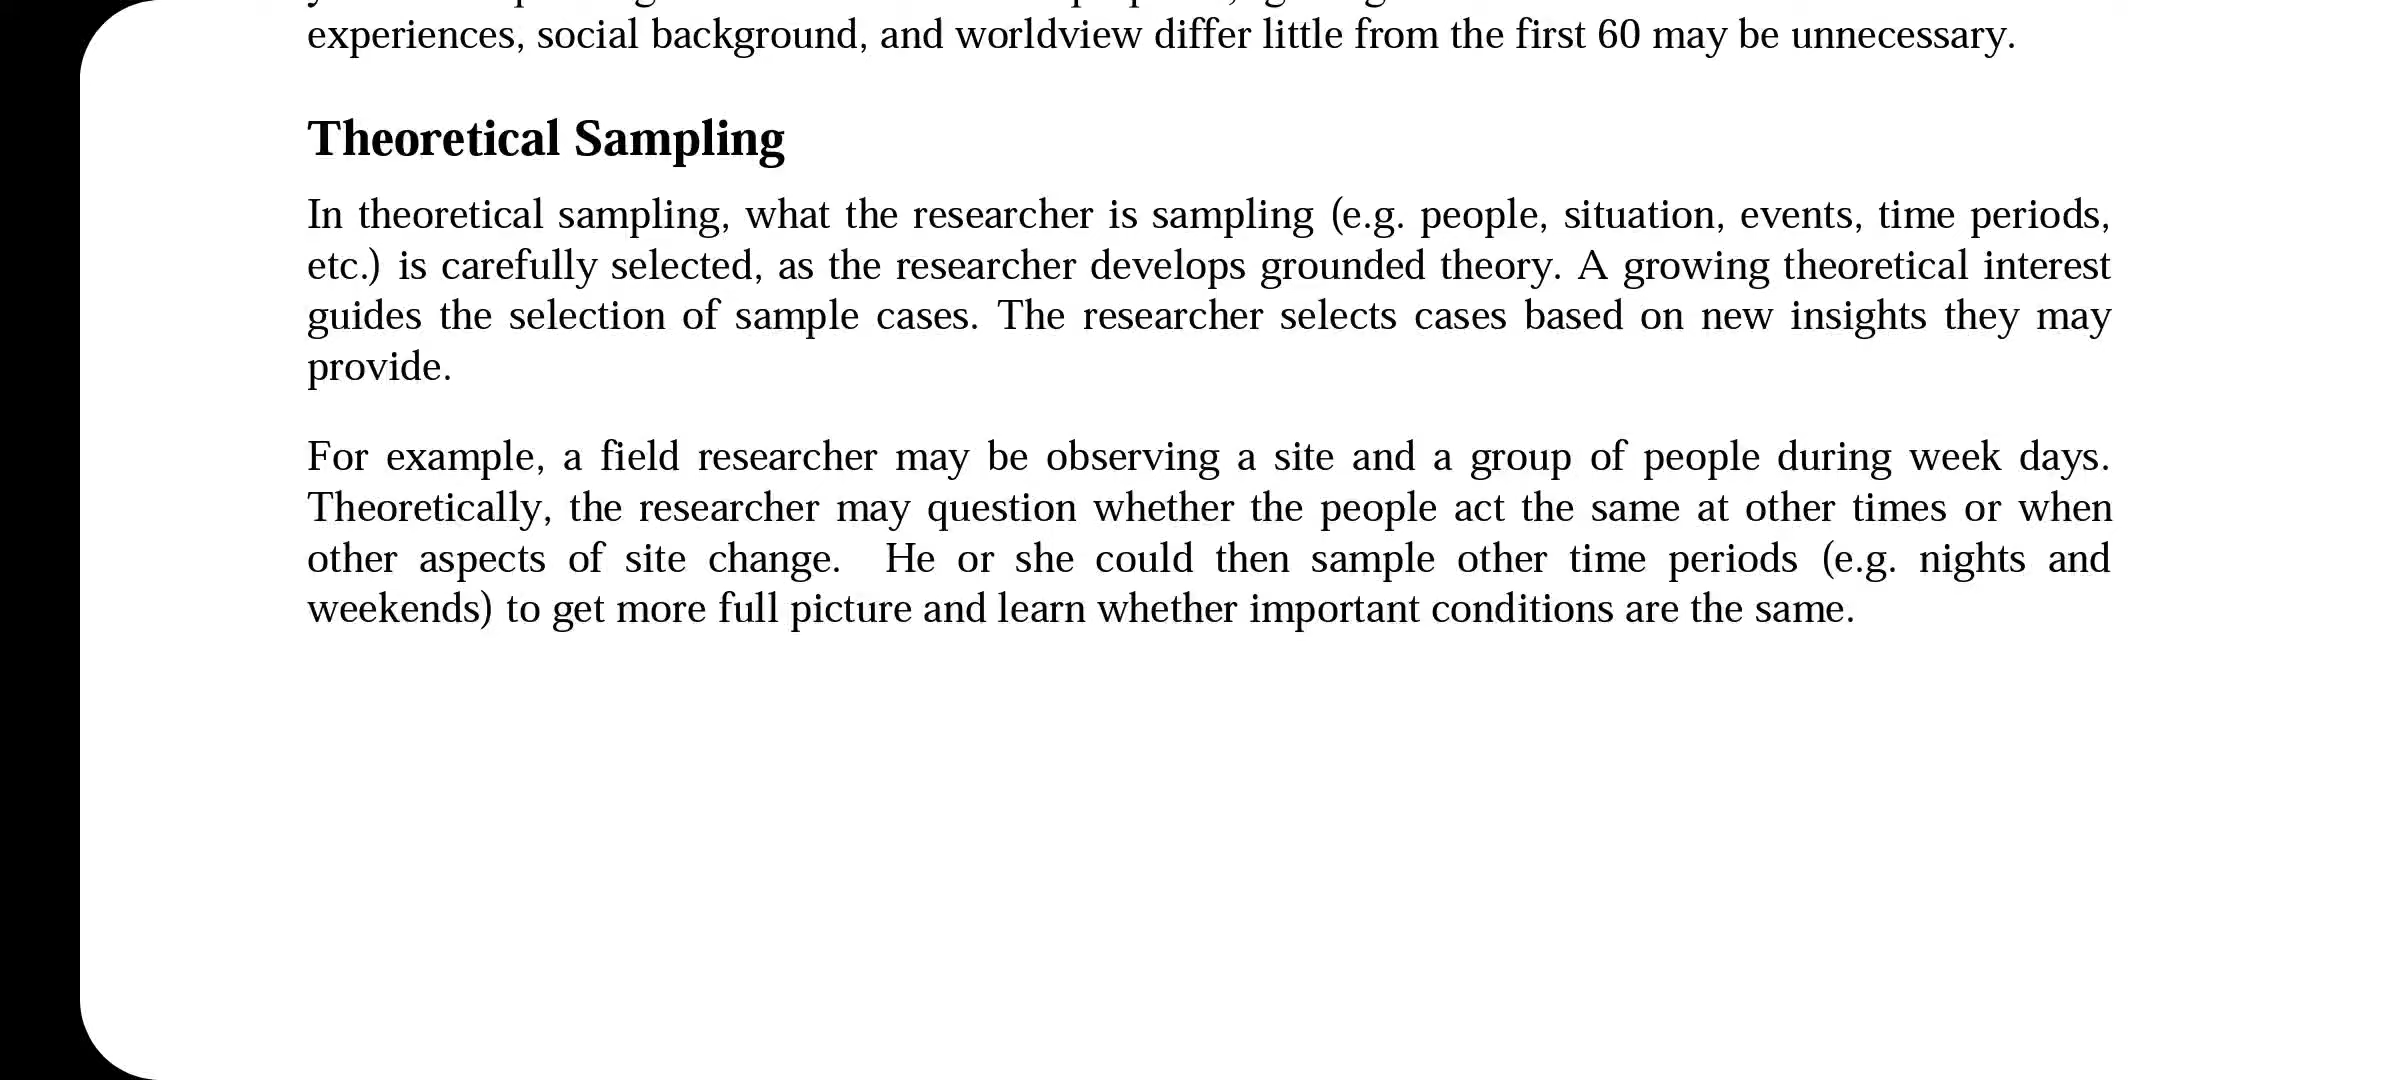 experiences, social background, and worldview differ little from the first 60 may be unnecessary.
Theoretical Sampling
In theoretical sampling, what the researcher is sampling (e.g. people, situation, events, time periods,
etc.) is carefully selected, as the researcher develops grounded theory. A growing theoretical interest
guides the selection of sample cases. The researcher selects cases based on new insights they may
provide.
For example, a field researcher may be observing a site and a group of people during week days.
Theoretically, the researcher may question whether the people act the same at other times or when
other aspects of site change.  He or she could then sample other time periods (e.g. nights and
weekends) to get more full picture and learn whether important conditions are the same.